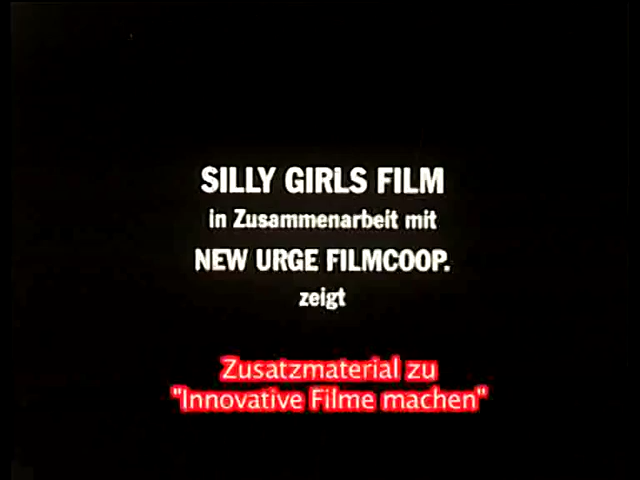 SILLY GIRLS FILM
in Zusammenarbeit mit
NEW URGE FILMCOOP.
zeigt
Zusatzmaterial zu
"Innovative Filme machen"